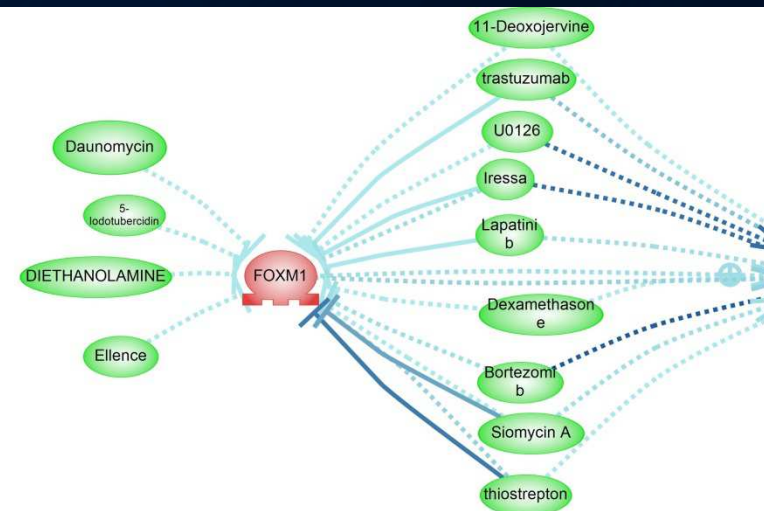 11-Deoxojervine
trastuzumab
U0126
Daunomycin
Iressa
5-
Iodotubercidin
Lapatini
b
DIETHANOLAMINE
FOXM1
Dexamethason
e
Ellence
Bortezomi
b
Siomycin A
thiostrepton